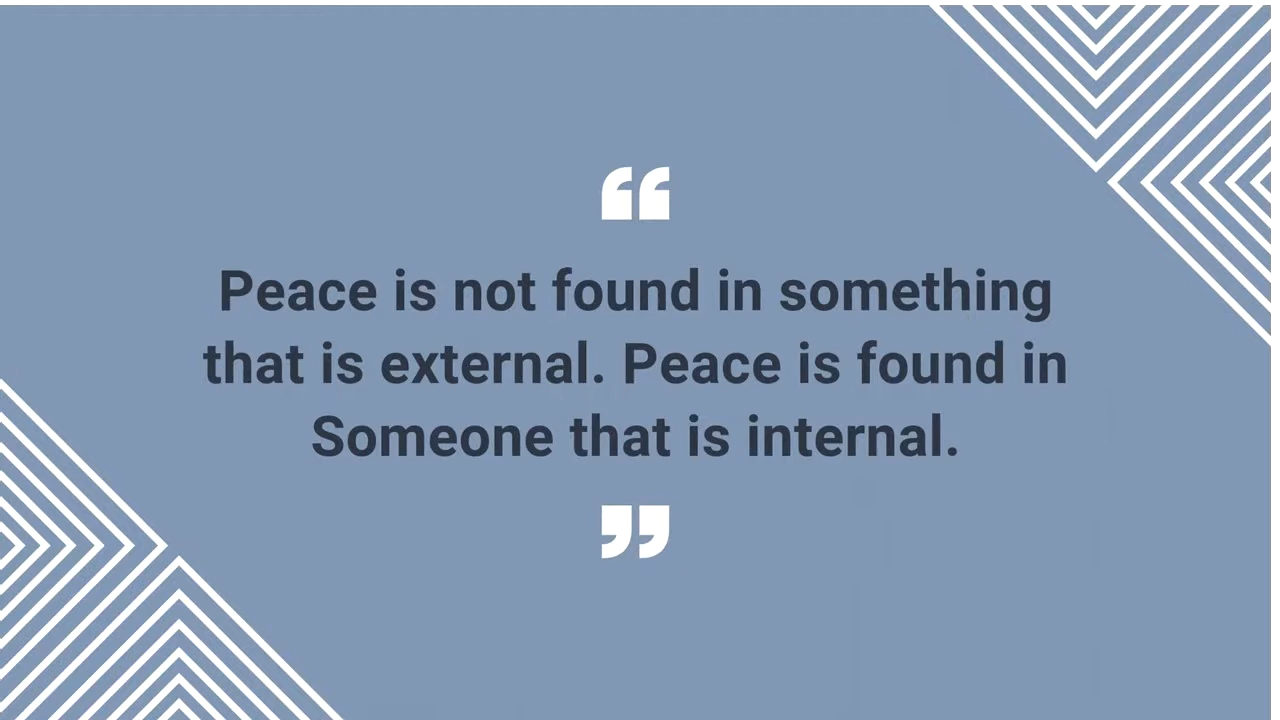 “
Peace is not found in something
that is external. Peace is found in
Someone that is internal.
”